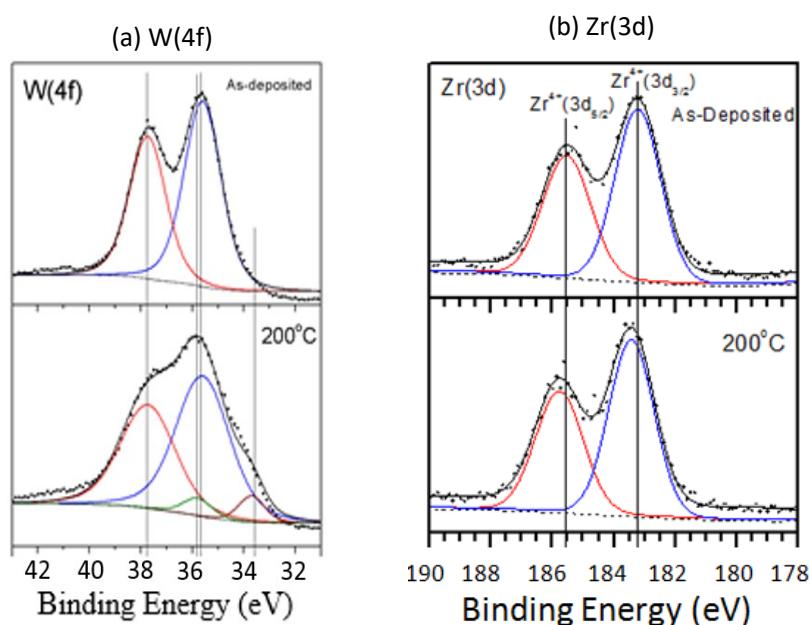 (a) W(4f)
W(4f)
As-deposited
200°C
42 40 38 36 34 32
Binding Energy (eV)
(b) Zr(3d)
Zr(3d)
Zr⁴⁺(3d₃/₂)
Zr⁴⁺(3d₅/₂)
As-Deposited
200°C
190 188 186 184 182 180 178
Binding Energy (eV)